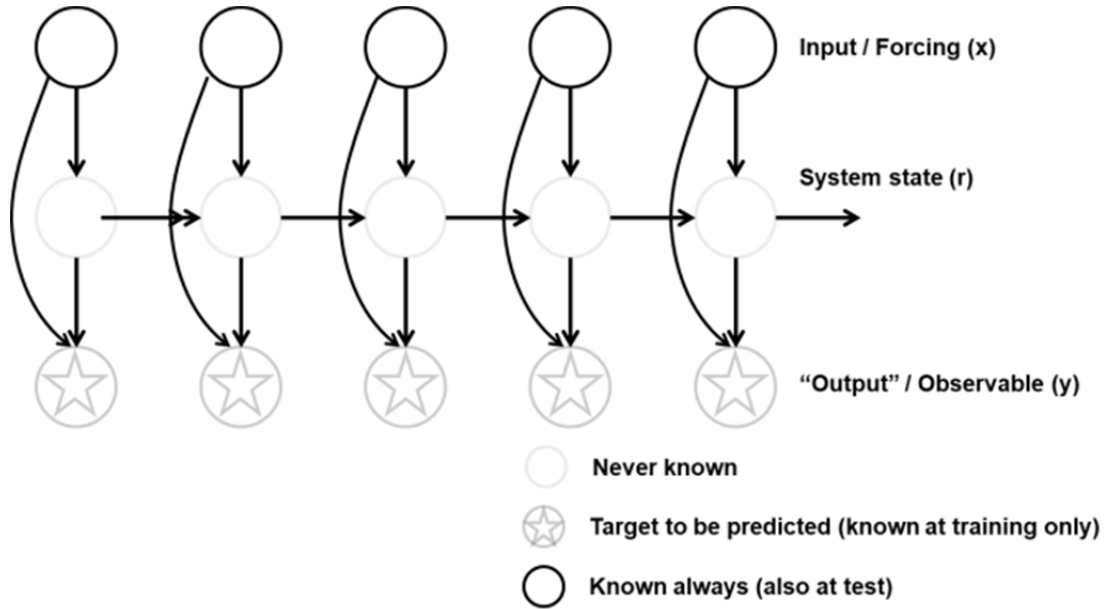 Input / Forcing (x)
System state (r)
“Output” / Observable (y)
Never known
Target to be predicted (known at training only)
Known always (also at test)